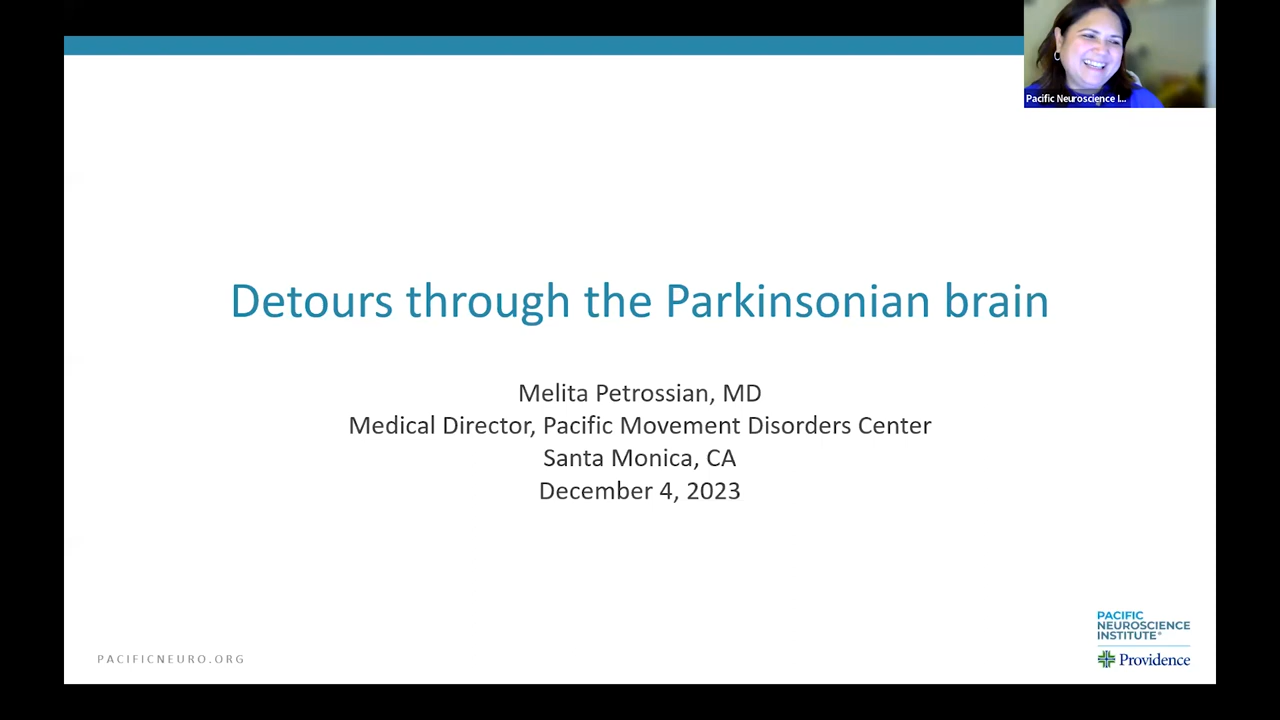 Pacific Neuroscience I...
Detours through the Parkinsonian brain
Melita Petrossian, MD
Medical Director, Pacific Movement Disorders Center
Santa Monica, CA
December 4, 2023
PACIFICNEURO.ORG
PACIFIC
NEUROSCIENCE
INSTITUTE®
Providence